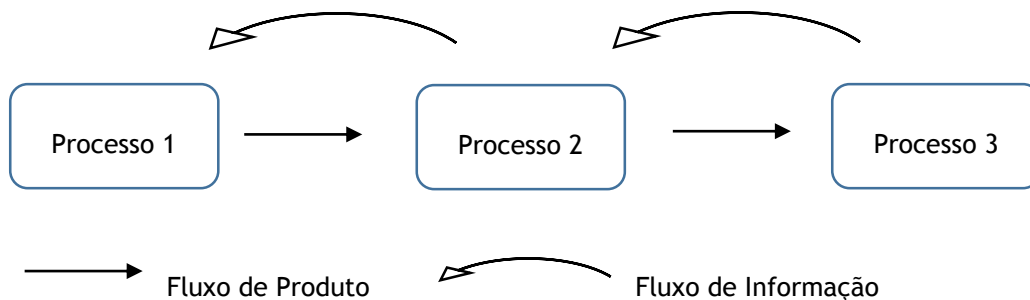 Processo 1
Processo 2
Processo 3
Fluxo de Produto
Fluxo de Informação